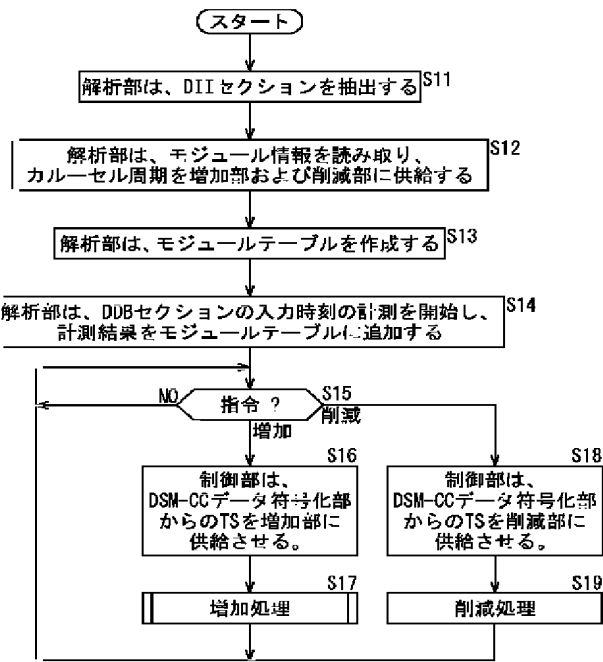 スタート
解析部は、DIIセクションを抽出する
S11
解析部は、モジュール情報を読み取り、
カルーセル周期を増加部および削減部に供給する
S12
解析部は、モジュールテーブルを作成する
S13
解析部は、DDBセクションの入力時刻の計測を開始し、
計測結果をモジュールテーブルに追加する
S14
NO
指令 ?
S15
削減
増加
S16
制御部は、
DSM-CCデータ符号化部
からのTSを増加部に
供給させる。
S18
制御部は、
DSM-CCデータ符号化部
からのTSを削減部に
供給させる。
S17
増加処理
S19
削減処理